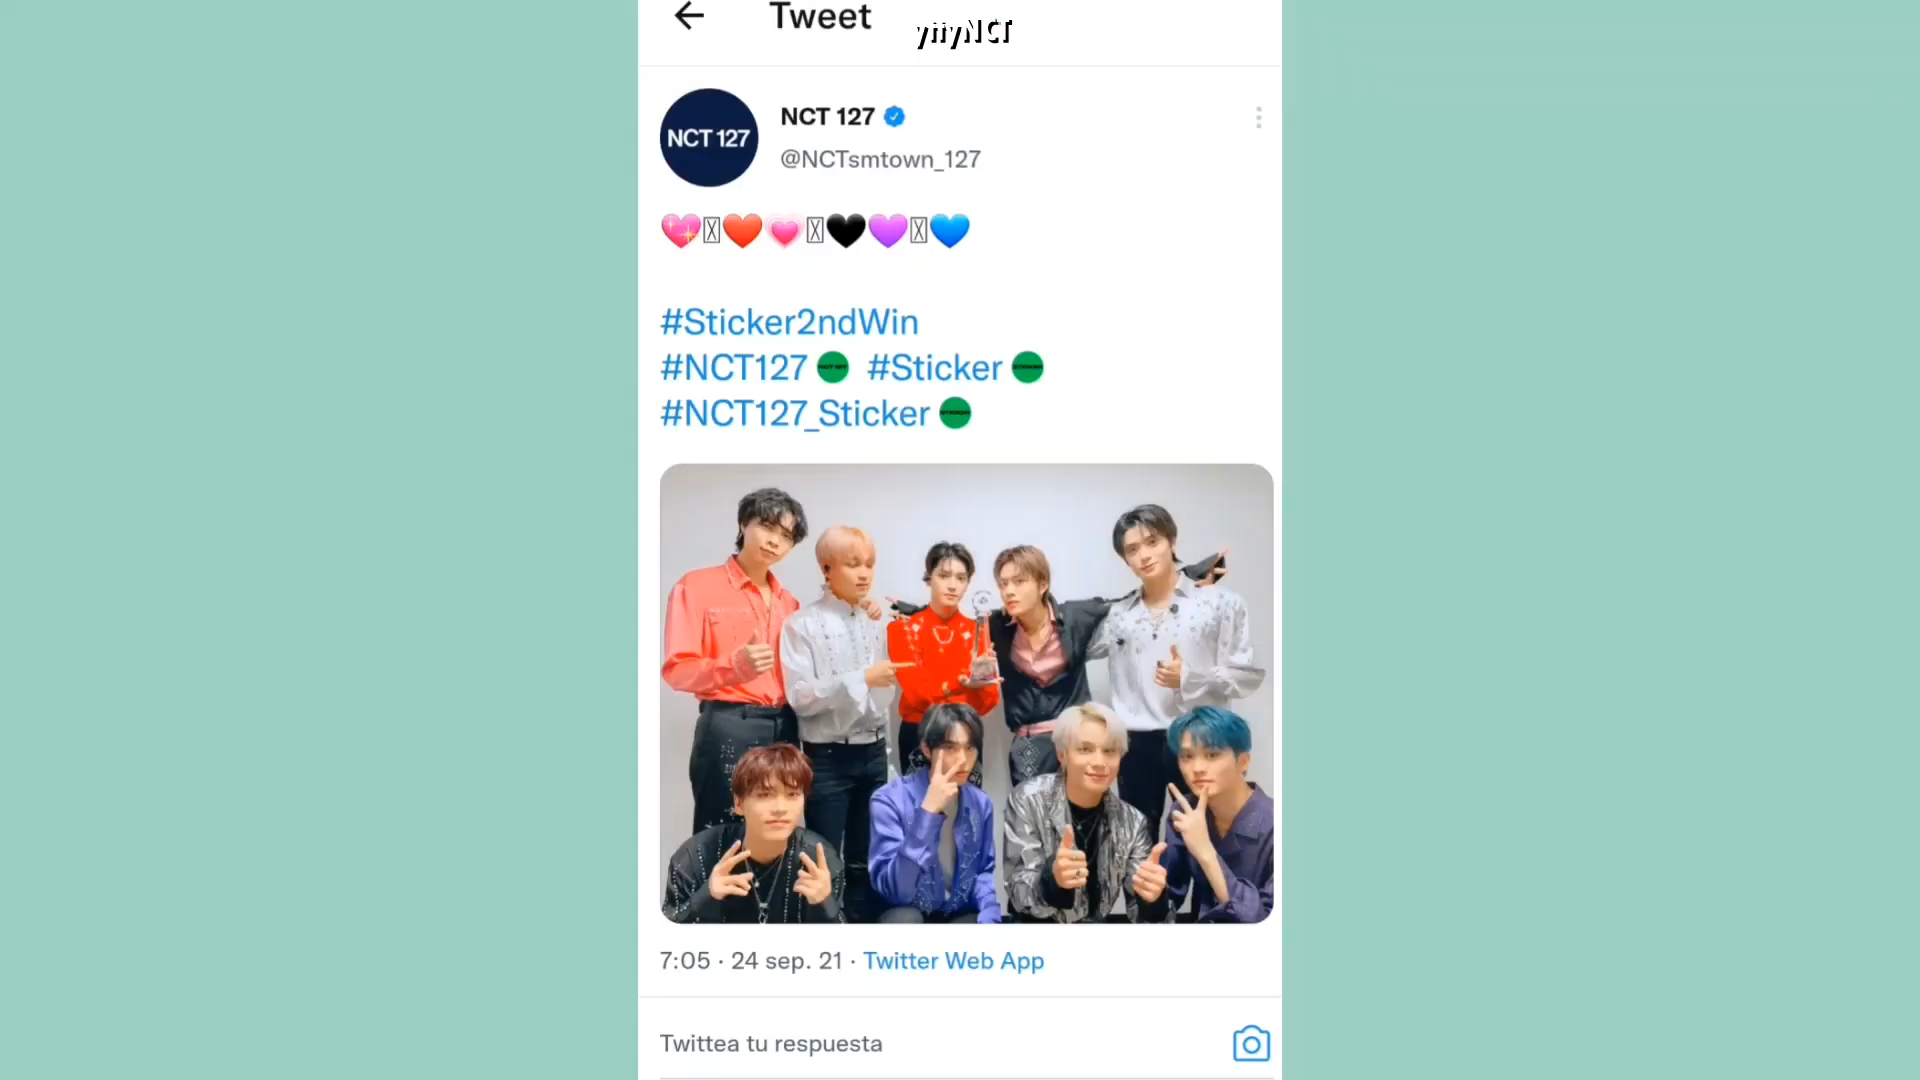 Tweet
NCT 127
NCT 127
@NCTsmtown_127
#Sticker2ndWin
#NCT127 #Sticker
#NCT127_Sticker
7:05 · 24 sep. 21 · Twitter Web App
Twittea tu respuesta